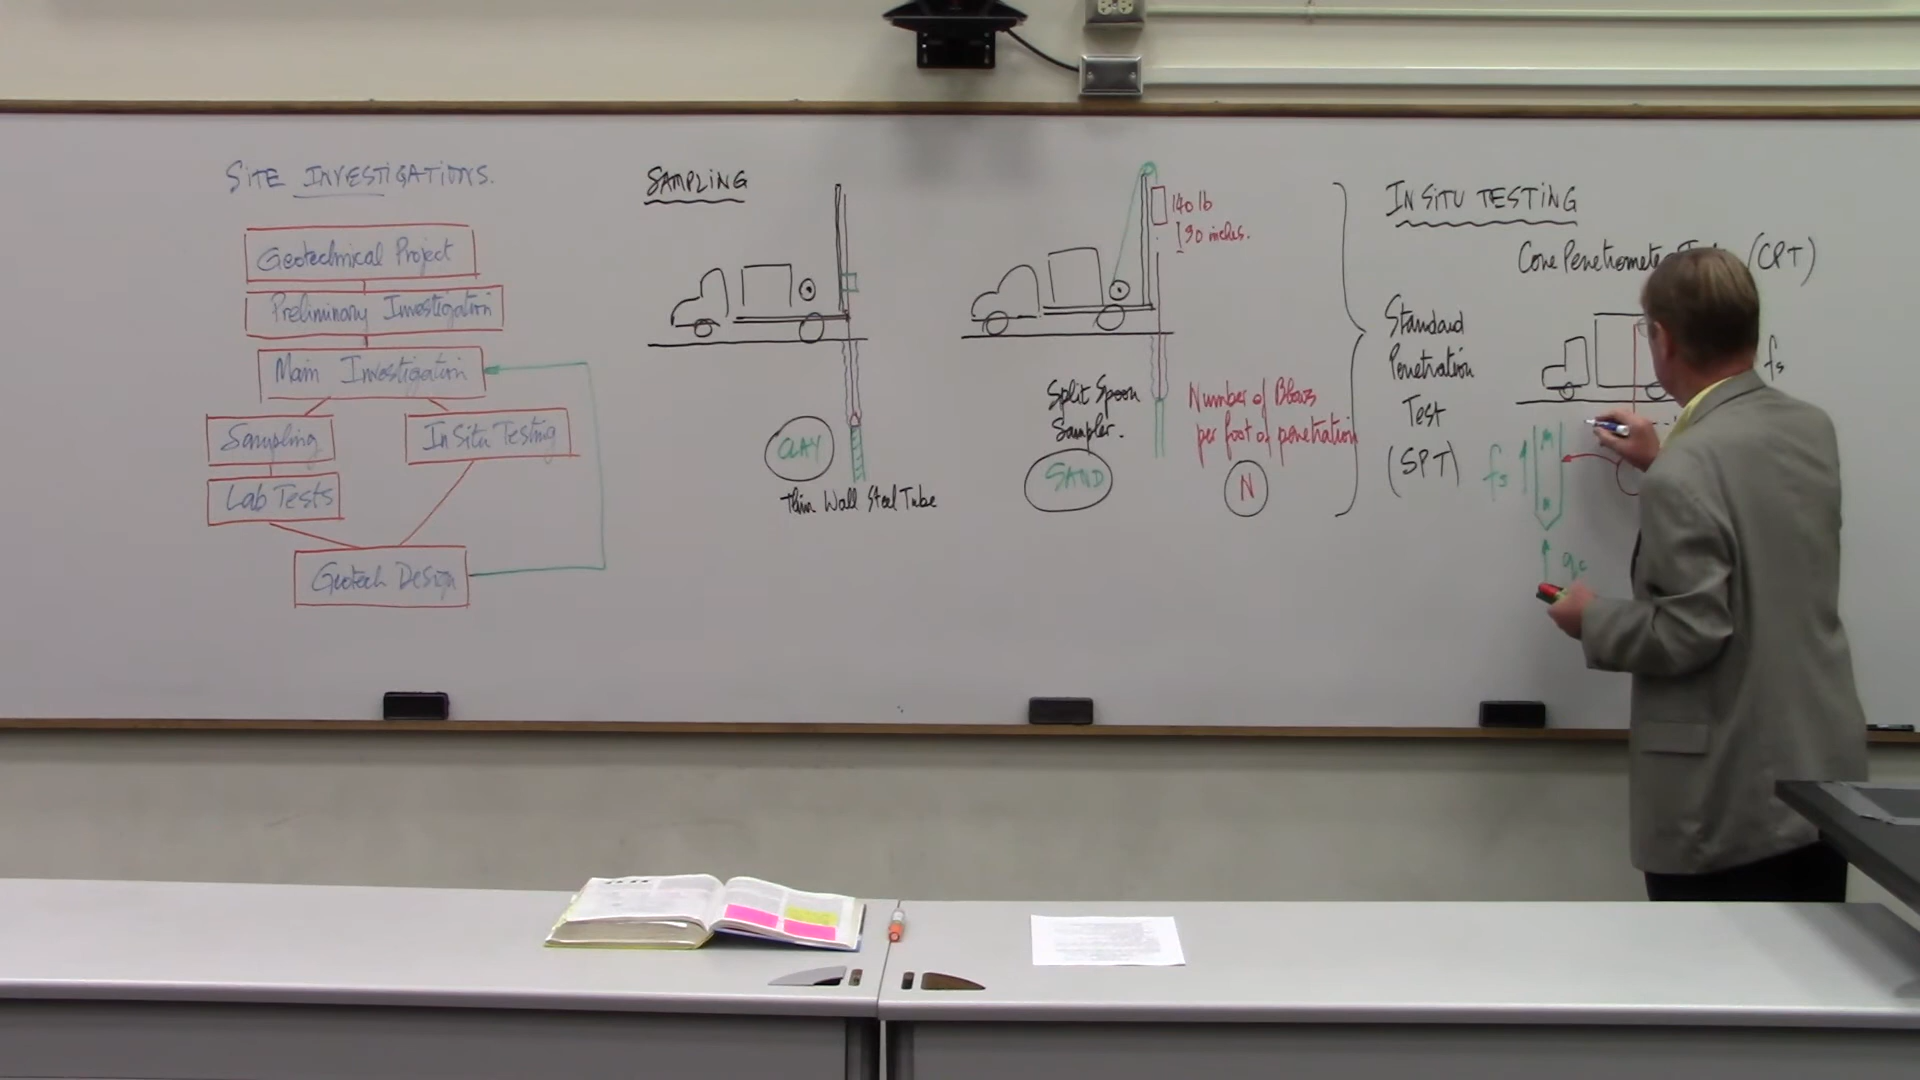 SITE INVESTIGATIONS.
Geotechnical Project
Preliminary Investigation
Main Investigation
Sampling
In Situ Testing
Lab Tests
Geotech Design
SAMPLING
CLAY
Thin Wall Steel Tube
140 lb
30 inches.
Split Spoon
Sampler.
SAND
Number of Blows
per foot of penetration
N
IN SITU TESTING
Cone Penetrometer (CPT)
Standard
Penetration
Test
(SPT)
fs
fs
qc